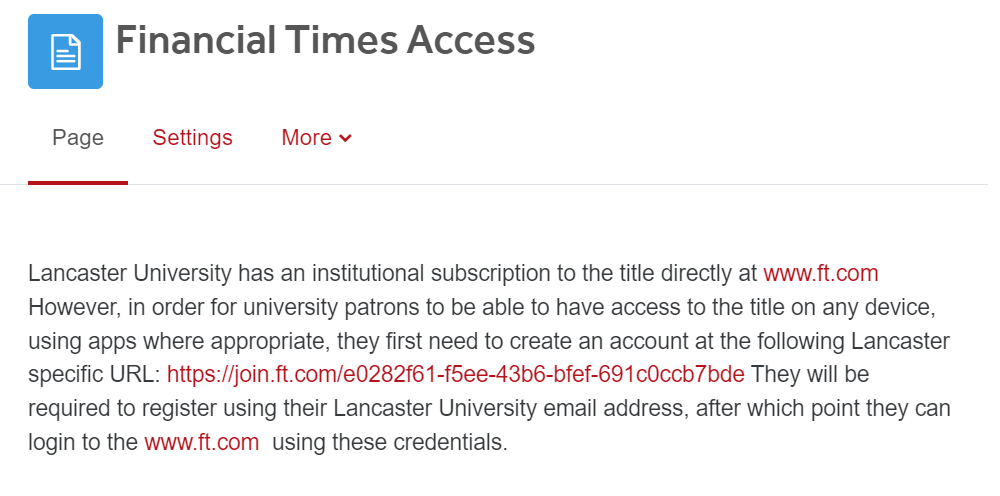 Financial Times Access
Page Settings More
Lancaster University has an institutional subscription to the title directly at www.ft.com
However, in order for university patrons to be able to have access to the title on any device,
using apps where appropriate, they first need to create an account at the following Lancaster
specific URL: https://join.ft.com/e0282f61-f5ee-43b6-bfef-691c0ccb7bde They will be
required to register using their Lancaster University email address, after which point they can
login to the www.ft.com using these credentials.